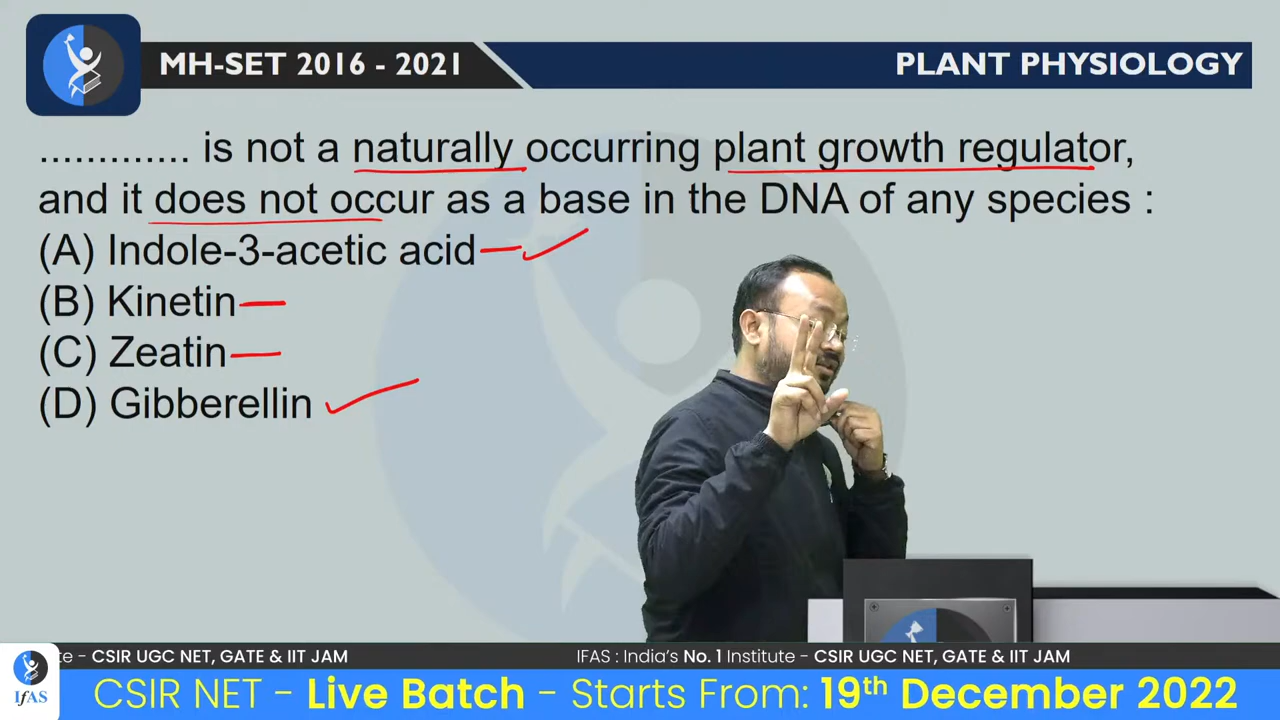 MH-SET 2016 - 2021
PLANT PHYSIOLOGY
............. is not a naturally occurring plant growth regulator,
and it does not occur as a base in the DNA of any species :
(A) Indole-3-acetic acid
(B) Kinetin
(C) Zeatin
(D) Gibberellin
te - CSIR UGC NET, GATE & IIT JAM
IFAS : India's No. 1 Institute - CSIR UGC NET, GATE & IIT JAM
IfAS
CSIR NET - Live Batch - Starts From: 19th December 2022